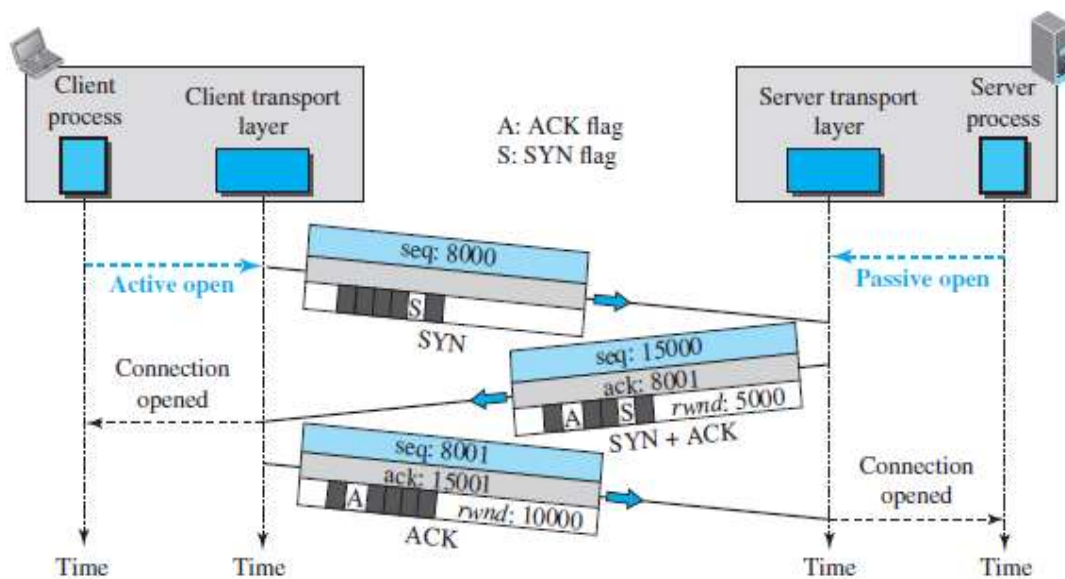 Client
process
Client transport
layer
A: ACK flag
S: SYN flag
Server transport
layer
Server
process
Active open
seq: 8000
S
SYN
Passive open
Connection
opened
seq: 15000
ack: 8001
A S rwnd: 5000
SYN + ACK
seq: 8001
ack: 15001
A rwnd: 10000
ACK
Connection
opened
Time
Time
Time
Time